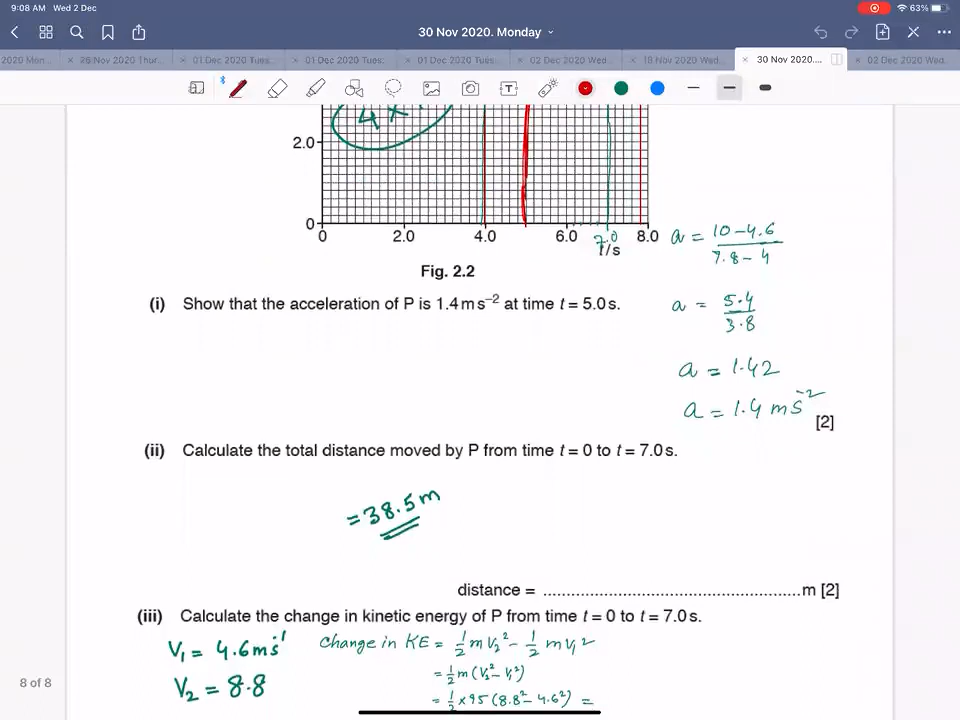 9:08 AM Wed 2 Dec
63%
30 Nov 2020. Monday
2020 Mon...
26 Nov 2020 Thur...
01 Dec 2020 Tues...
01 Dec 2020 Tues.
01 Dec 2020 Tues...
02 Dec 2020 Wed...
18 Nov 2020 Wed...
30 Nov 2020....
02 Dec 2020 Wed.
4 ×
2.0
0
0 2.0 4.0 6.0 7.0 8.0
t/s
Fig. 2.2
a = 10 – 4.6 / 7.8 – 4
(i) Show that the acceleration of P is 1.4 m s⁻² at time t = 5.0 s.
a = 5.4 / 3.8
a = 1.42
a = 1.4 ms⁻²
[2]
(ii) Calculate the total distance moved by P from time t = 0 to t = 7.0 s.
= 38.5 m
distance = ....................................................... m [2]
(iii) Calculate the change in kinetic energy of P from time t = 0 to t = 7.0 s.
V₁ = 4.6 ms⁻¹
Change in KE = ½ m V₂² – ½ m V₁²
= ½ m (V₂² – V₁²)
V₂ = 8.8
= ½ × 95 (8.8² – 4.6²) =
8 of 8